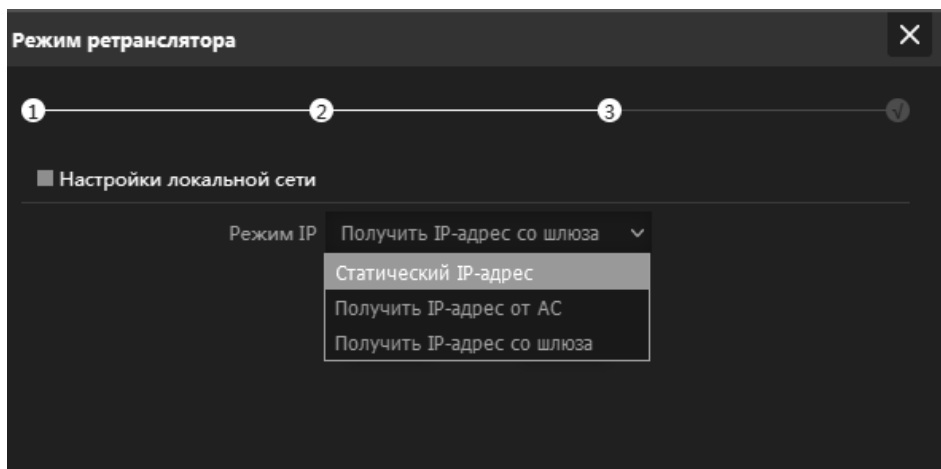 Режим ретранслятора
1 2 3 √
Настройки локальной сети
Режим IP Получить IP-адрес со шлюза
Статический IP-адрес
Получить IP-адрес от AC
Получить IP-адрес со шлюза